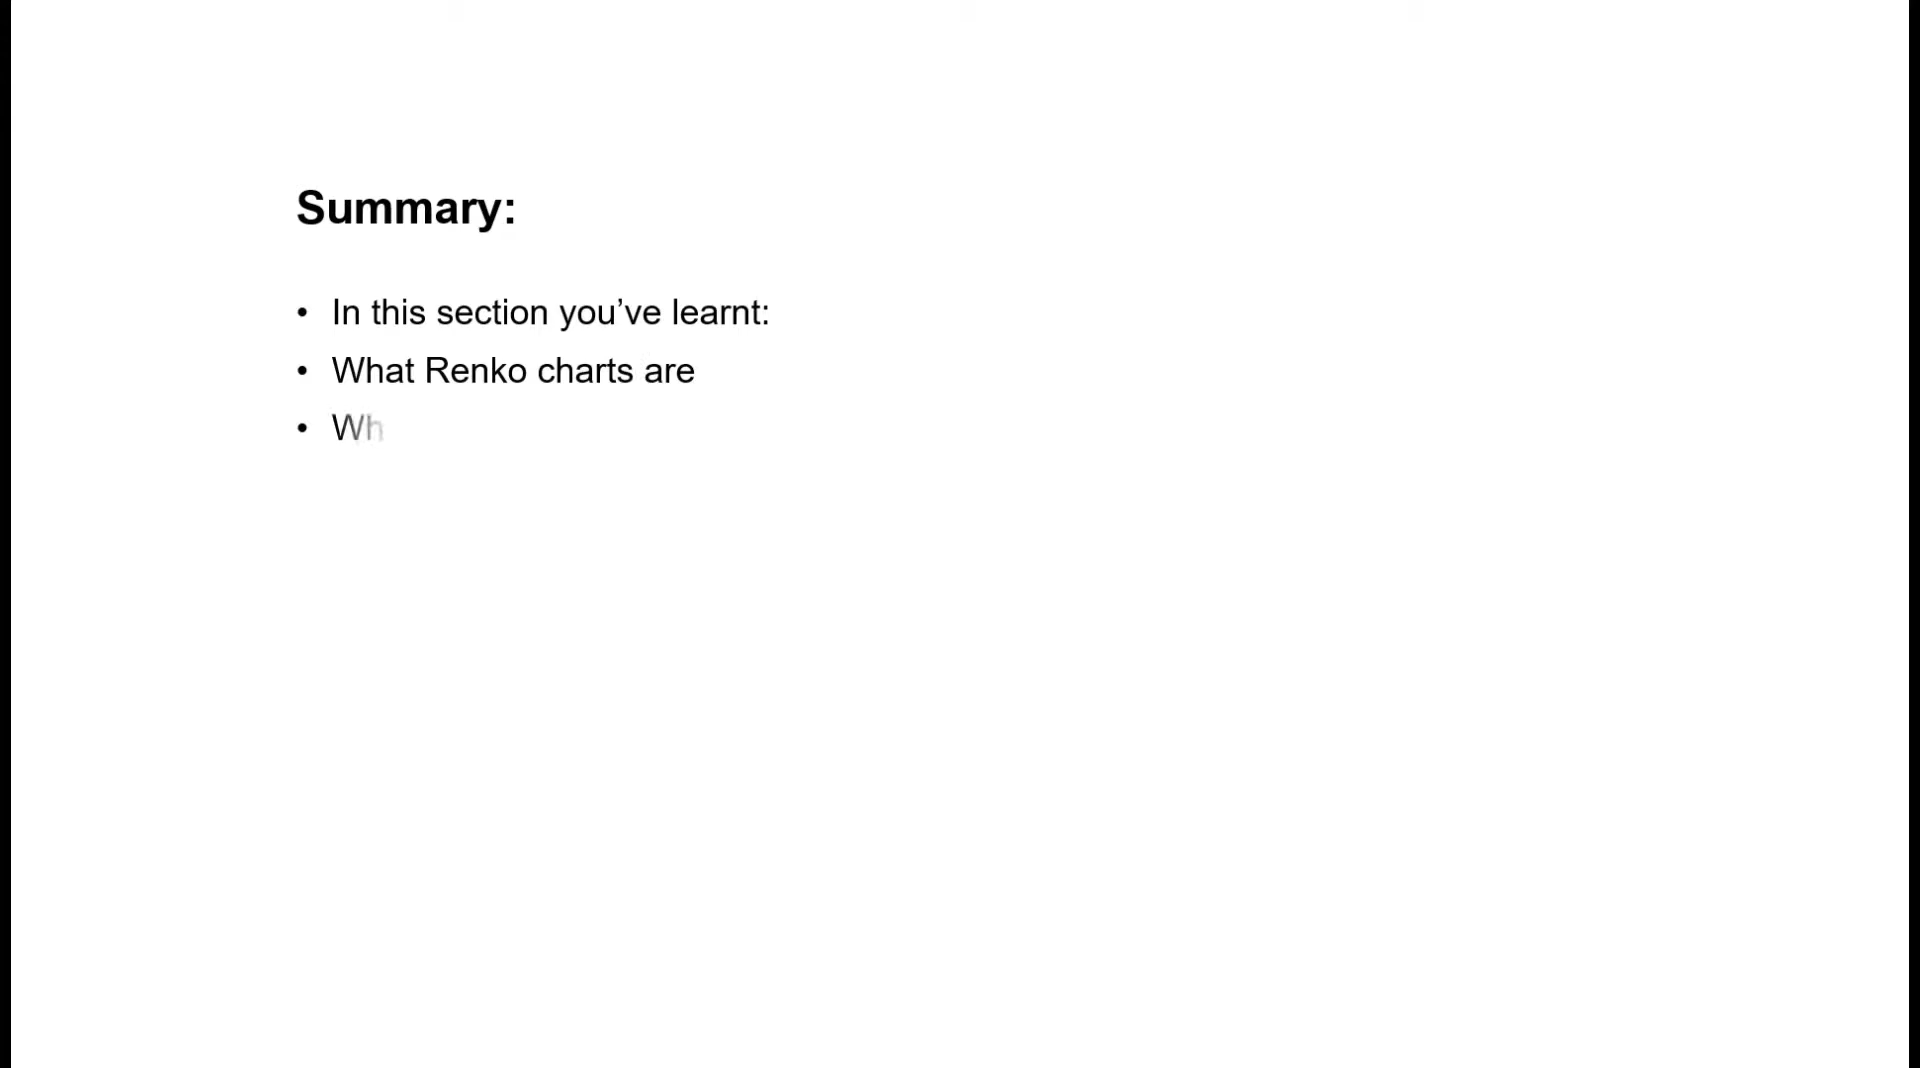 Summary:
• In this section you’ve learnt:
• What Renko charts are
• Wh